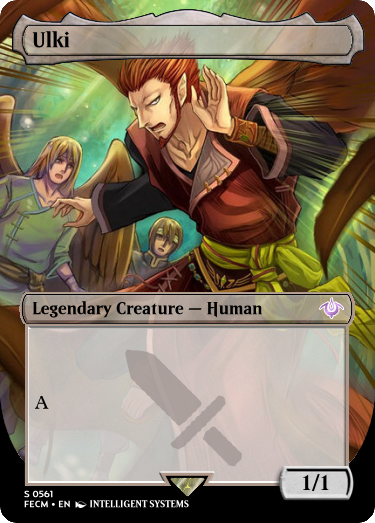 Ulki
Legendary Creature — Human
A
1/1
S 0561
FECM • EN INTELLIGENT SYSTEMS